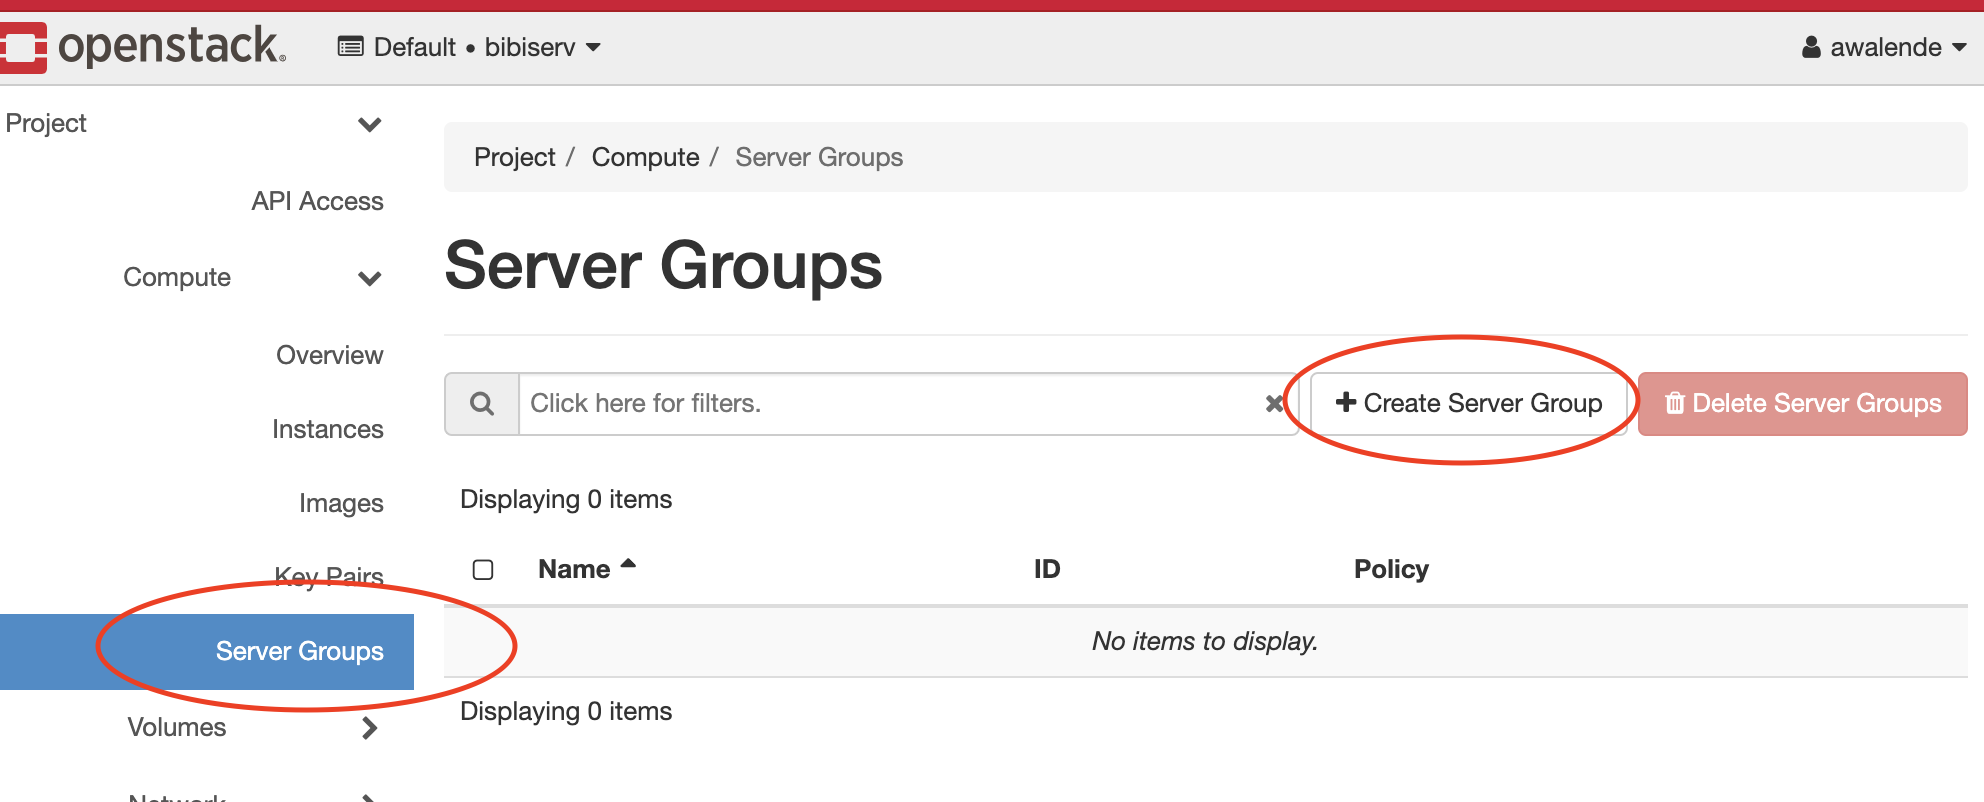 openstack.
Default • bibiserv
awalende
Project
API Access
Compute
Overview
Instances
Images
Key Pairs
Server Groups
Volumes
Network
Project / Compute / Server Groups
Server Groups
Click here for filters.
Create Server Group
Delete Server Groups
Displaying 0 items
Name ID Policy
No items to display.
Displaying 0 items